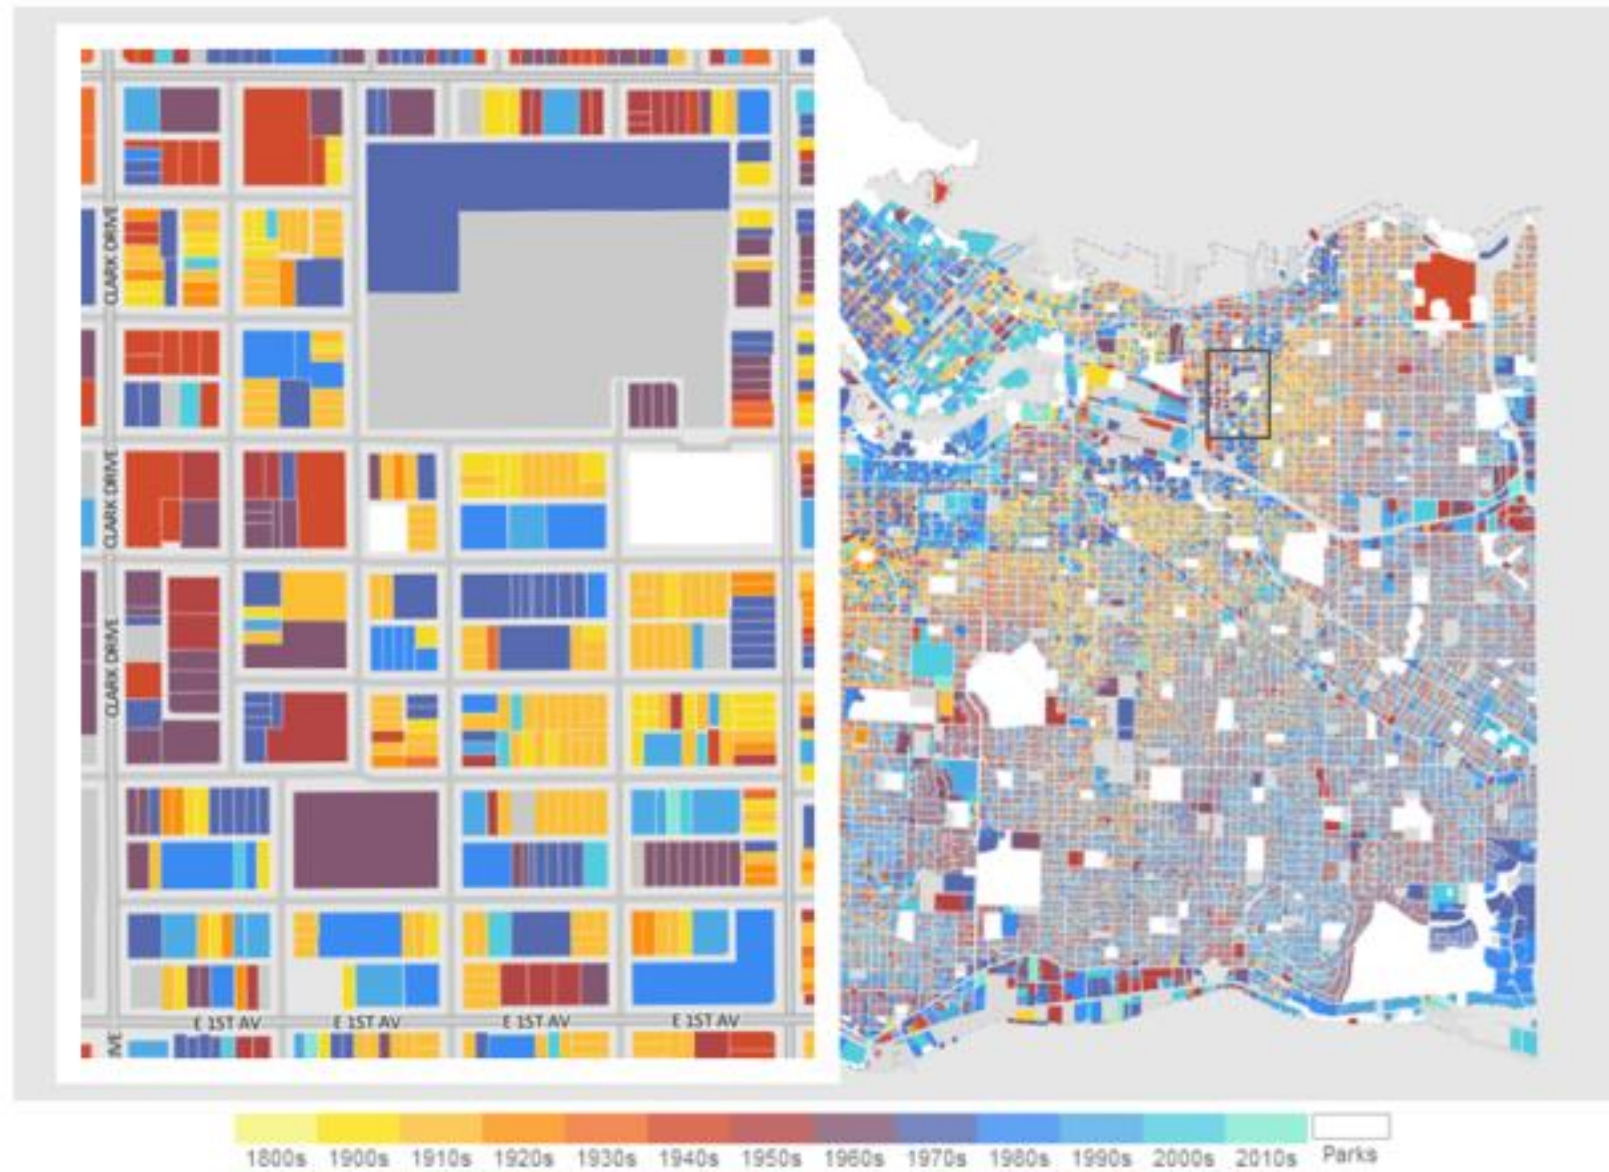 CLARK DRIVE
CLARK DRIVE
CLARK DRIVE
E 1ST AV E 1ST AV E 1ST AV E 1ST AV
VE
1800s 1900s 1910s 1920s 1930s 1940s 1950s 1960s 1970s 1980s 1990s 2000s 2010s Parks